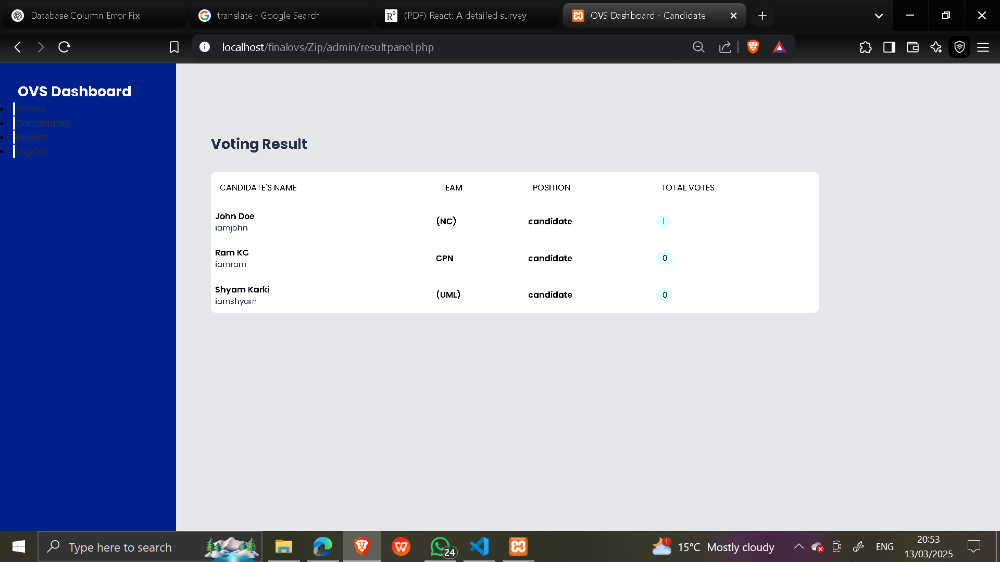 Database Column Error Fix
translate - Google Search
(PDF) React: A detailed survey
OVS Dashboard - Candidate
localhost/finalovs/Zip/admin/resultpanel.php
OVS Dashboard
Voters
Candidates
Results
LogOut
Voting Result
CANDIDATE'S NAME TEAM POSITION TOTAL VOTES
John Doe
iamjohn
(NC) candidate 1
Ram KC
iamram
CPN candidate 0
Shyam Karki
iamshyam
(UML) candidate 0
Type here to search
24
1
15°C Mostly cloudy
ENG
20:53
13/03/2025